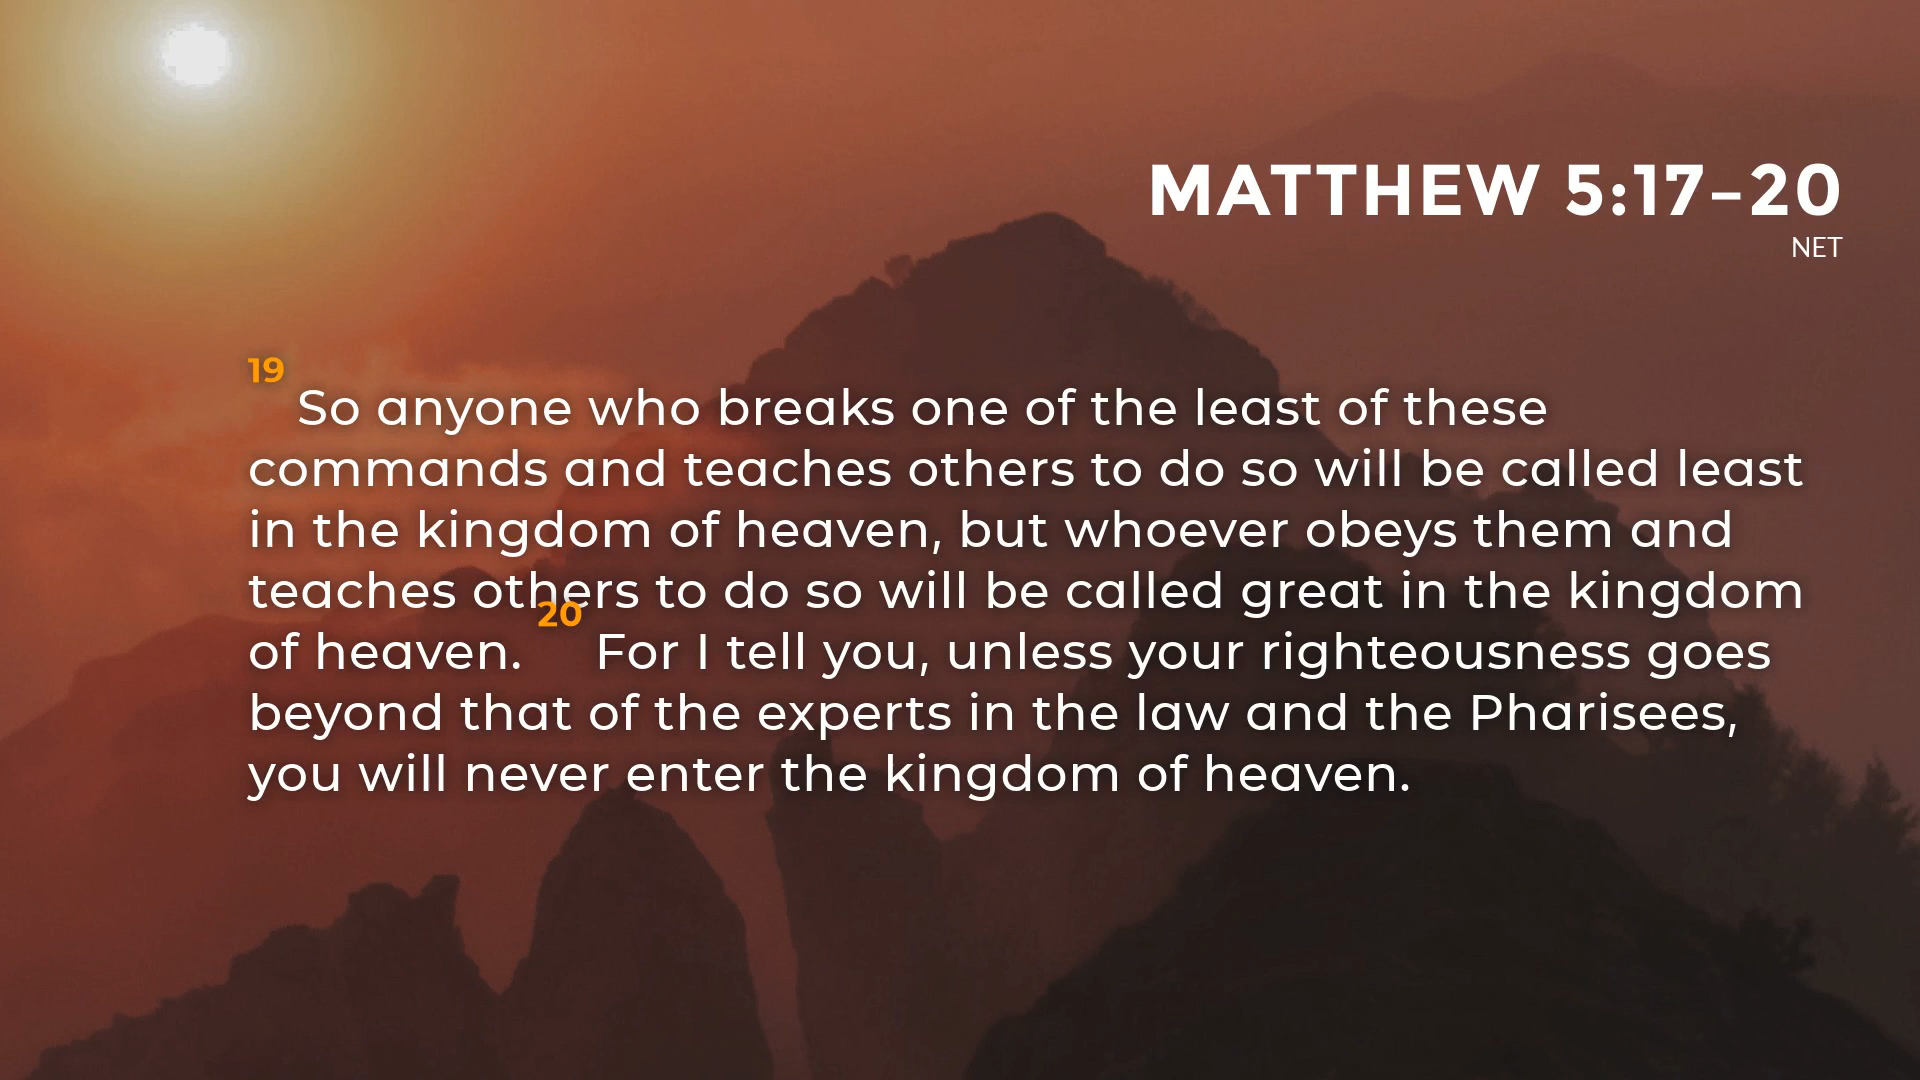 MATTHEW 5:17–20
NET
19 So anyone who breaks one of the least of these
commands and teaches others to do so will be called least
in the kingdom of heaven, but whoever obeys them and
teaches others to do so will be called great in the kingdom
of heaven. 20 For I tell you, unless your righteousness goes
beyond that of the experts in the law and the Pharisees,
you will never enter the kingdom of heaven.